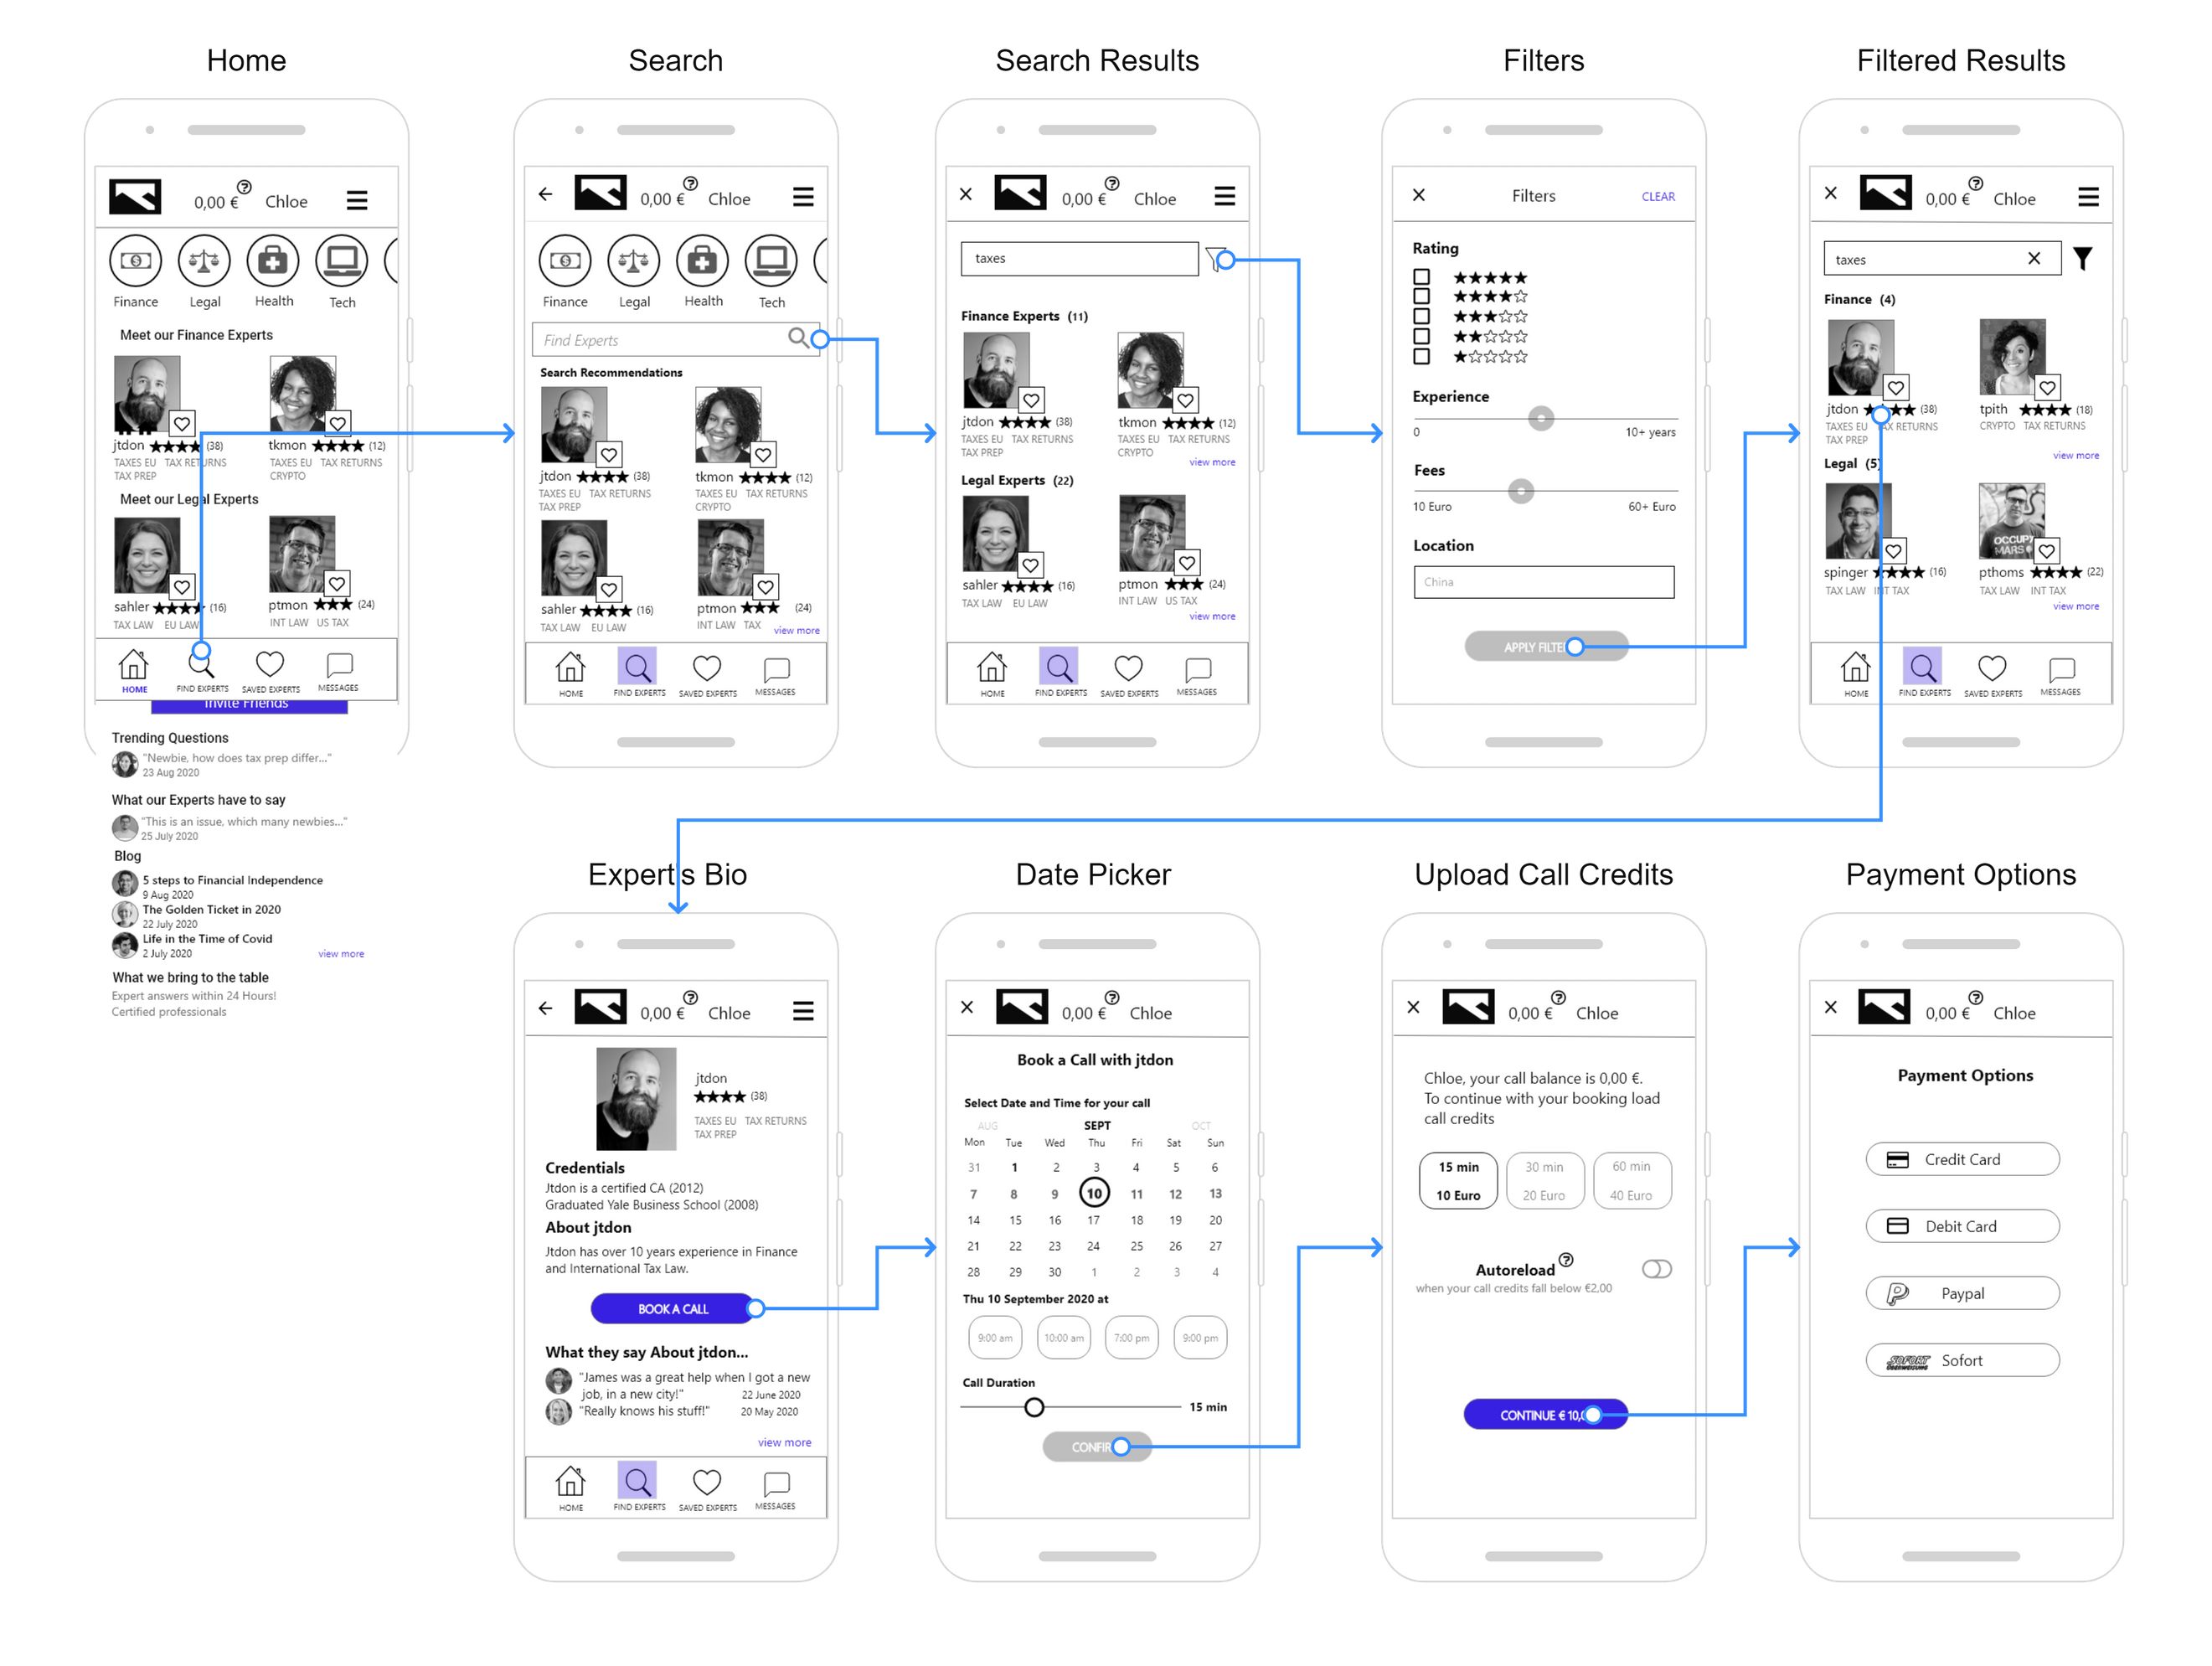 Home
0,00 € ? Chloe
Finance Legal Health Tech
Meet our Finance Experts
jtdon ★★★★ (38) tkmon ★★★★ (12)
TAXES EU TAX RETURNS TAXES EU TAX RETURNS
TAX PREP CRYPTO
Meet our Legal Experts
sahler ★★★★ (16) ptmon ★★★ (24)
TAX LAW EU LAW INT LAW US TAX
HOME FIND EXPERTS SAVED EXPERTS MESSAGES
Invite Friends
Trending Questions
"Newbie, how does tax prep differ..."
23 Aug 2020
What our Experts have to say
"This is an issue, which many newbies..."
25 July 2020
Blog
5 steps to Financial Independence
9 Aug 2020
The Golden Ticket in 2020
22 July 2020
Life in the Time of Covid
2 July 2020 view more
What we bring to the table
Expert answers within 24 Hours!
Certified professionals
Search
0,00 € ? Chloe
Finance Legal Health Tech
Find Experts
Search Recommendations
jtdon ★★★★ (38) tkmon ★★★★ (12)
TAXES EU TAX RETURNS TAXES EU TAX RETURNS
TAX PREP CRYPTO
sahler ★★★★ (16) ptmon ★★★ (24)
TAX LAW EU LAW INT LAW TAX
view more
HOME FIND EXPERTS SAVED EXPERTS MESSAGES
Search Results
0,00 € ? Chloe
taxes
Finance Experts (11)
jtdon ★★★★ (38) tkmon ★★★★ (12)
TAXES EU TAX RETURNS TAXES EU TAX RETURNS
TAX PREP CRYPTO
view more
Legal Experts (22)
sahler ★★★★ (16) ptmon ★★★ (24)
TAX LAW EU LAW INT LAW US TAX
view more
HOME FIND EXPERTS SAVED EXPERTS MESSAGES
Filters
Filters CLEAR
Rating
★★★★★
★★★★☆
★★★☆☆
★★☆☆☆
★☆☆☆☆
Experience
0 10+ years
Fees
10 Euro 60+ Euro
Location
China
APPLY FILTE
Filtered Results
0,00 € ? Chloe
taxes
Finance (4)
OCCUPY
MARS
jtdon ★★★★ (38) tpith ★★★★ (18)
TAXES EU TAX RETURNS CRYPTO TAX RETURNS
TAX PREP
view more
Legal (5)
spinger ★★★★ (16) pthoms ★★★★ (22)
TAX LAW INT TAX TAX LAW INT TAX
view more
HOME FIND EXPERTS SAVED EXPERTS MESSAGES
Expert's Bio
0,00 € ? Chloe
jtdon
★★★★ (38)
TAXES EU TAX RETURNS
TAX PREP
Credentials
Jtdon is a certified CA (2012)
Graduated Yale Business School (2008)
About jtdon
Jtdon has over 10 years experience in Finance
and International Tax Law.
BOOK A CALL
What they say About jtdon...
"James was a great help when I got a new
job, in a new city!" 22 June 2020
"Really knows his stuff!" 20 May 2020
view more
HOME FIND EXPERTS SAVED EXPERTS MESSAGES
Date Picker
0,00 € ? Chloe
Book a Call with jtdon
Select Date and Time for your call
AUG SEPT OCT
Mon Tue Wed Thu Fri Sat Sun
31 1 2 3 4 5 6
7 8 9 10 11 12 13
14 15 16 17 18 19 20
21 22 23 24 25 26 27
28 29 30 1 2 3 4
Thu 10 September 2020 at
9:00 am 10:00 am 7:00 pm 9:00 pm
Call Duration
15 min
CONFIR
Upload Call Credits
0,00 € ? Chloe
Chloe, your call balance is 0,00 €.
To continue with your booking load
call credits
15 min 30 min 60 min
10 Euro 20 Euro 40 Euro
Autoreload ?
when your call credits fall below €2,00
CONTINUE € 10,0
Payment Options
0,00 € ? Chloe
Payment Options
Credit Card
Debit Card
Paypal
SOFORT
ÜBERWEISUNG
Sofort